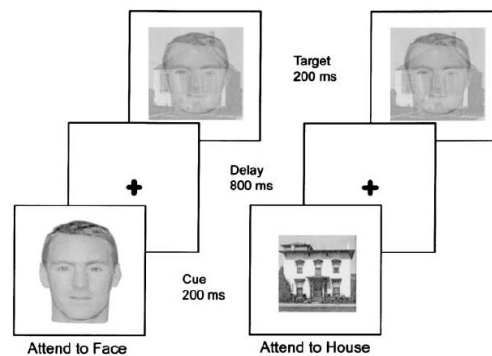 Target
200 ms
Delay
800 ms
Cue
200 ms
Attend to Face
Attend to House